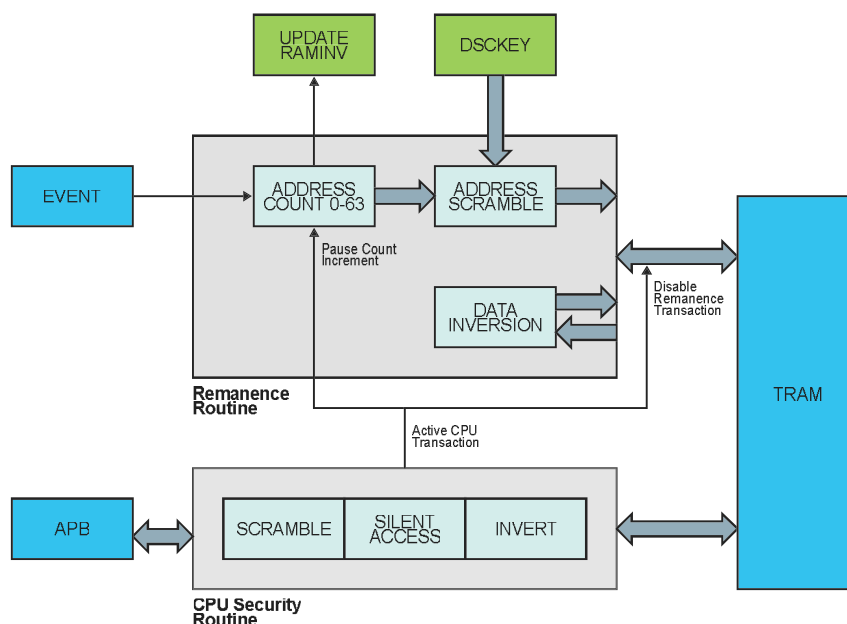 UPDATE
RAMINV
DSCKEY
EVENT
ADDRESS
COUNT 0-63
ADDRESS
SCRAMBLE
Pause Count
Increment
Disable
Remanence
Transaction
DATA
INVERSION
TRAM
Remanence
Routine
Active CPU
Transaction
APB
SCRAMBLE
SILENT
ACCESS
INVERT
CPU Security
Routine